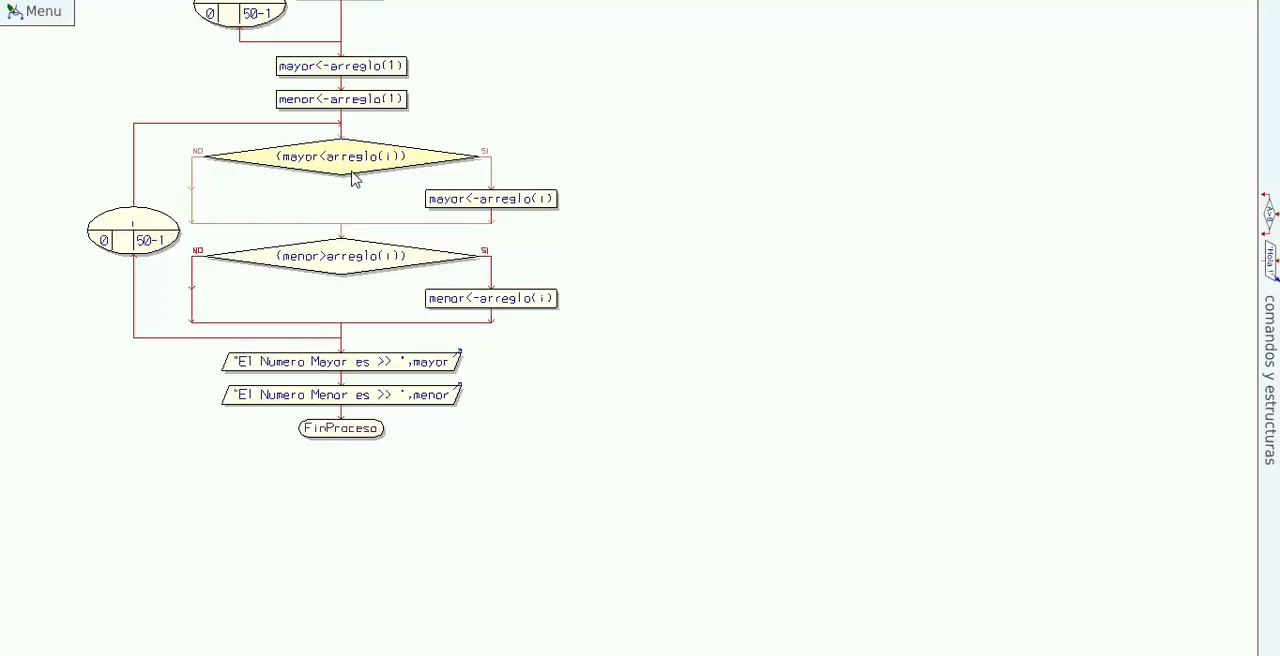 Menu
0 50-1
mayor<-arreglo(1)
menor<-arreglo(1)
NO (mayor<arreglo(i)) SI
mayor<-arreglo(i)
i
0 50-1
NO (menor>arreglo(i)) SI
menor<-arreglo(i)
"El Numero Mayor es >> ",mayor
"El Numero Menor es >> ",menor
FinProceso
A>B
"Hola !"
comandos y estructuras